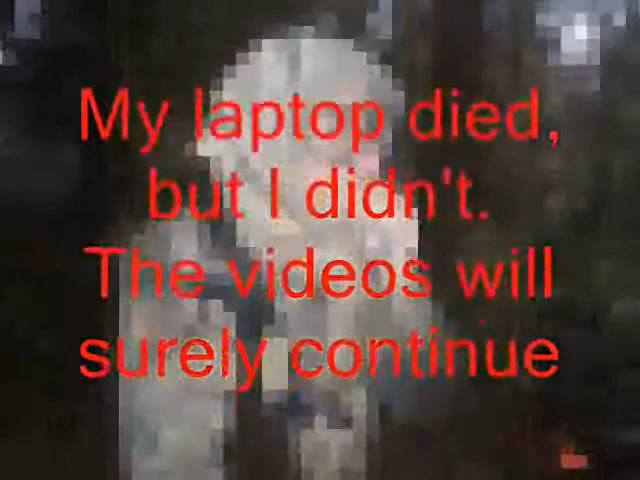 My laptop died,
but I didn't.
The videos will
surely continue